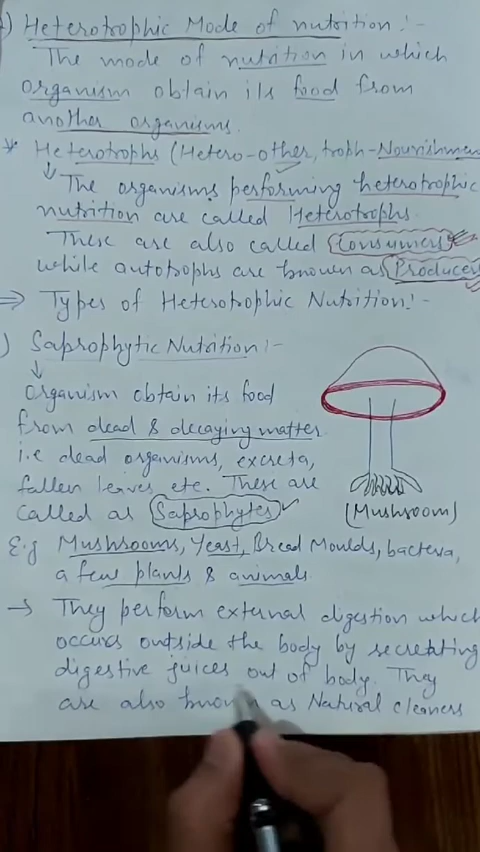 ) Heterotrophic Mode of nutrition:-
The mode of nutrition in which
organism obtain its food from
another organisms.
* Heterotrophs (Hetero-other, troph-Nourishmen
The organisms performing heterotrophic
nutrition are called Heterotrophs.
These are also called Consumers
while autotrophs are known as Producer
⇒ Types of Heterotrophic Nutrition:-
) Saprophytic Nutrition:-
organism obtain its food
from dead & decaying matter
i.e dead organisms, excreta,
fallen leaves etc. These are
called as Saprophytes
(Mushroom)
E.g Mushrooms, Yeast, Bread Moulds, bacteria,
a few plants & animals.
→ They perform external digestion which
occurs outside the body by secreating
digestive juices out of body. They
are also known as Natural cleaners